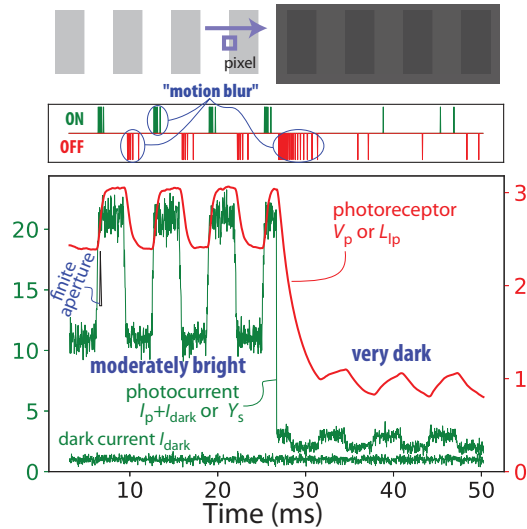 pixel
"motion blur"
ON
OFF
20
15
10
5
0
3
2
1
0
photoreceptor
Vp or Llp
finite
aperture
moderately bright
very dark
photocurrent
Ip+Idark or Ys
dark current Idark
10 20 30 40 50
Time (ms)